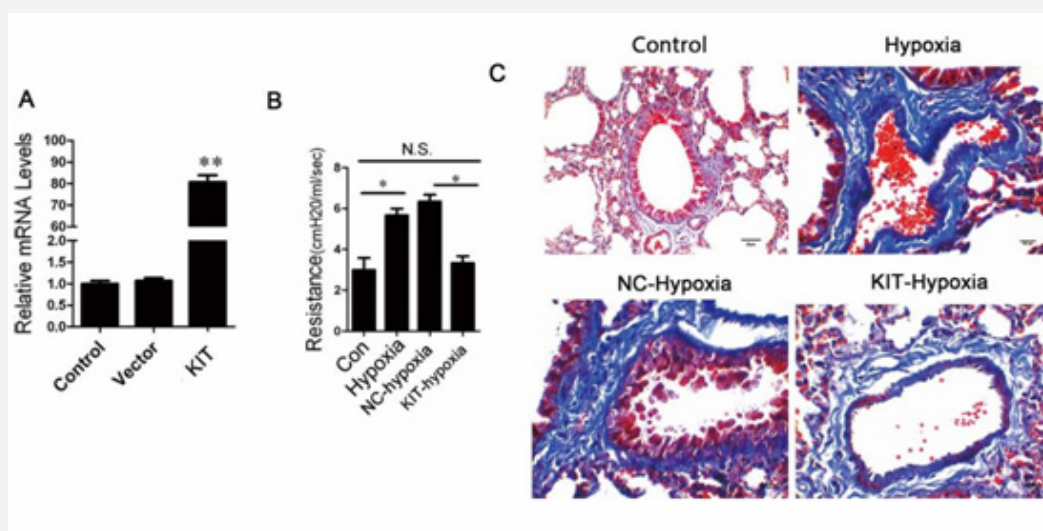 A
Relative mRNA Levels
100
90
80
70
60
2.0
1.5
1.0
0.5
0.0
**
Control
Vector
KIT
B
Resistance(cmH20/ml/sec)
8
6
4
2
0
N.S.
*
*
Con
Hypoxia
NC-hypoxia
KIT-hypoxia
C
Control
Hypoxia
NC-Hypoxia
KIT-Hypoxia